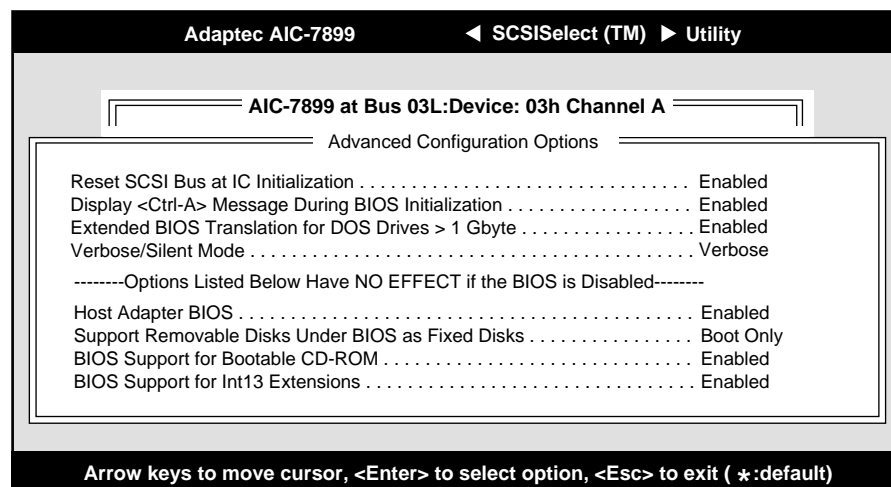 Adaptec AIC-7899 ◀ SCSISelect (TM) ▶ Utility
AIC-7899 at Bus 03L:Device: 03h Channel A
Advanced Configuration Options
Reset SCSI Bus at IC Initialization . . . . . . . . . . . . . . . . . . . . . . . . . . . . . . . . Enabled
Display <Ctrl-A> Message During BIOS Initialization . . . . . . . . . . . . . . . . . . Enabled
Extended BIOS Translation for DOS Drives > 1 Gbyte . . . . . . . . . . . . . . . . . Enabled
Verbose/Silent Mode . . . . . . . . . . . . . . . . . . . . . . . . . . . . . . . . . . . . . . . . . . . Verbose
--------Options Listed Below Have NO EFFECT if the BIOS is Disabled--------
Host Adapter BIOS . . . . . . . . . . . . . . . . . . . . . . . . . . . . . . . . . . . . . . . . . . . . Enabled
Support Removable Disks Under BIOS as Fixed Disks . . . . . . . . . . . . . . . . Boot Only
BIOS Support for Bootable CD-ROM . . . . . . . . . . . . . . . . . . . . . . . . . . . . . . Enabled
BIOS Support for Int13 Extensions . . . . . . . . . . . . . . . . . . . . . . . . . . . . . . . . Enabled
Arrow keys to move cursor, <Enter> to select option, <Esc> to exit ( *:default)